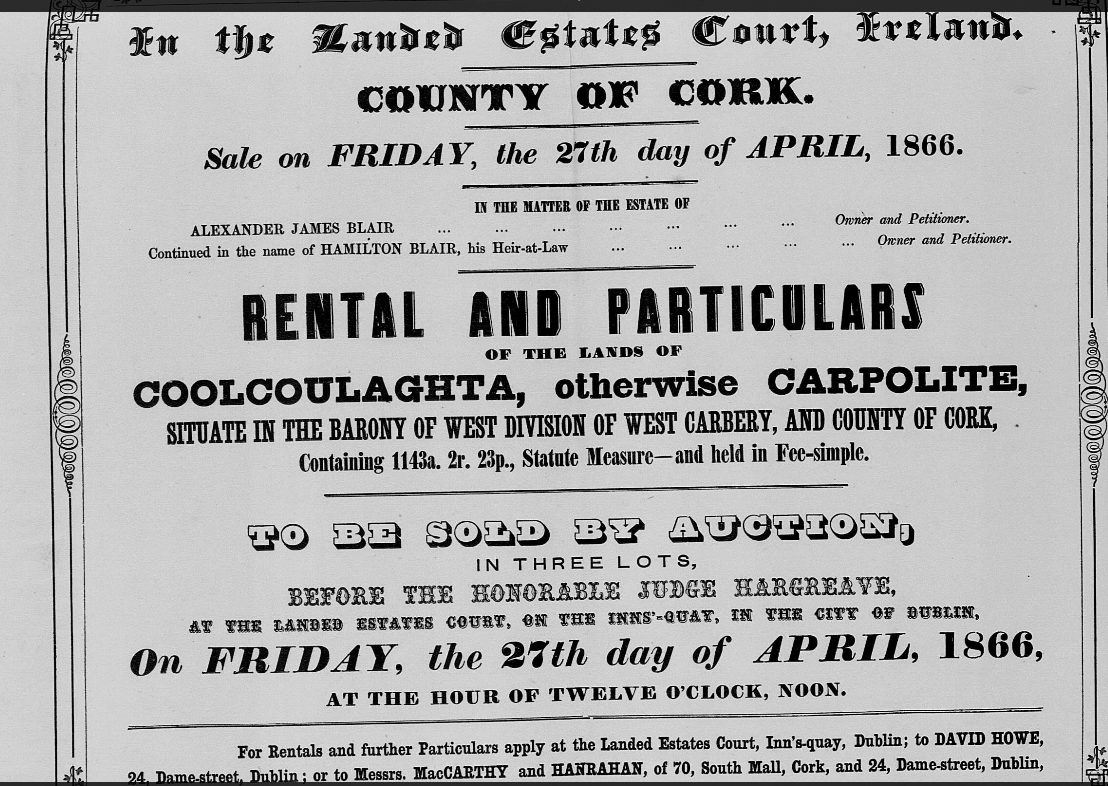 In the Landed Estates Court, Ireland.
COUNTY OF CORK.
Sale on FRIDAY, the 27th day of APRIL, 1866.
IN THE MATTER OF THE ESTATE OF
ALEXANDER JAMES BLAIR ... ... ... ... ... ... ... Owner and Petitioner.
Continued in the name of HAMILTON BLAIR, his Heir-at-Law ... ... ... ... ... Owner and Petitioner.
RENTAL AND PARTICULARS
OF THE LANDS OF
COOLCOULAGHTA, otherwise CARPOLITE,
SITUATE IN THE BARONY OF WEST DIVISION OF WEST CARBERY, AND COUNTY OF CORK,
Containing 1143a. 2r. 23p., Statute Measure—and held in Fee-simple.
TO BE SOLD BY AUCTION,
IN THREE LOTS,
BEFORE THE HONORABLE JUDGE HARGREAVE,
AT THE LANDED ESTATES COURT, ON THE INNS'-QUAY, IN THE CITY OF DUBLIN,
On FRIDAY, the 27th day of APRIL, 1866,
AT THE HOUR OF TWELVE O'CLOCK, NOON.
For Rentals and further Particulars apply at the Landed Estates Court, Inn's-quay, Dublin; to DAVID HOWE,
24, Dame-street, Dublin; or to Messrs. MacCARTHY and HANRAHAN, of 70, South Mall, Cork, and 24, Dame-street, Dublin,